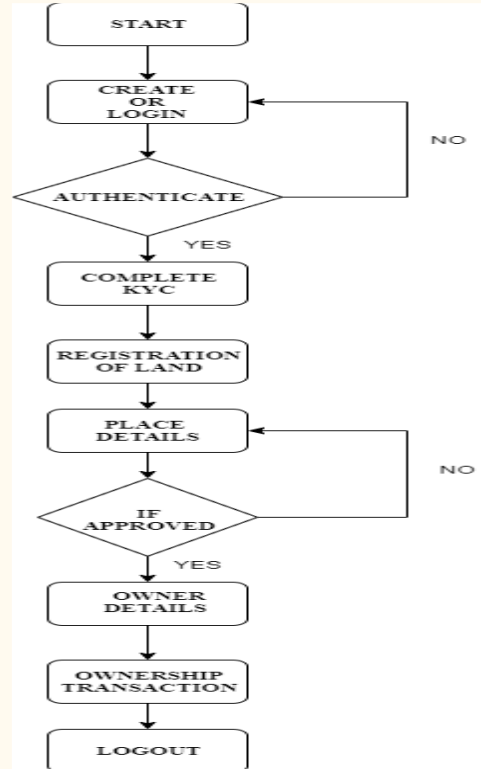 START
CREATE
OR
LOGIN
NO
AUTHENTICATE
YES
COMPLETE
KYC
REGISTRATION
OF LAND
PLACE
DETAILS
NO
IF
APPROVED
YES
OWNER
DETAILS
OWNERSHIP
TRANSACTION
LOGOUT